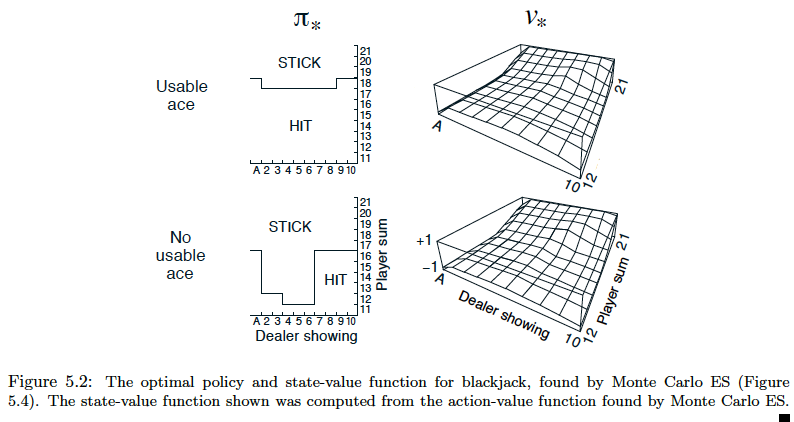 π* v*
STICK
Usable
ace
HIT
21
20
19
18
17
16
15
14
13
12
11
A 2 3 4 5 6 7 8 9 10
A
21
10
12
STICK
No
usable
ace
HIT
21
20
19
18
17
16
15
14
13
12
11
Player sum
A 2 3 4 5 6 7 8 9 10
Dealer showing
+1
−1
A
Dealer showing
10
12
Player sum
21
Figure 5.2: The optimal policy and state-value function for blackjack, found by Monte Carlo ES (Figure
5.4). The state-value function shown was computed from the action-value function found by Monte Carlo ES.